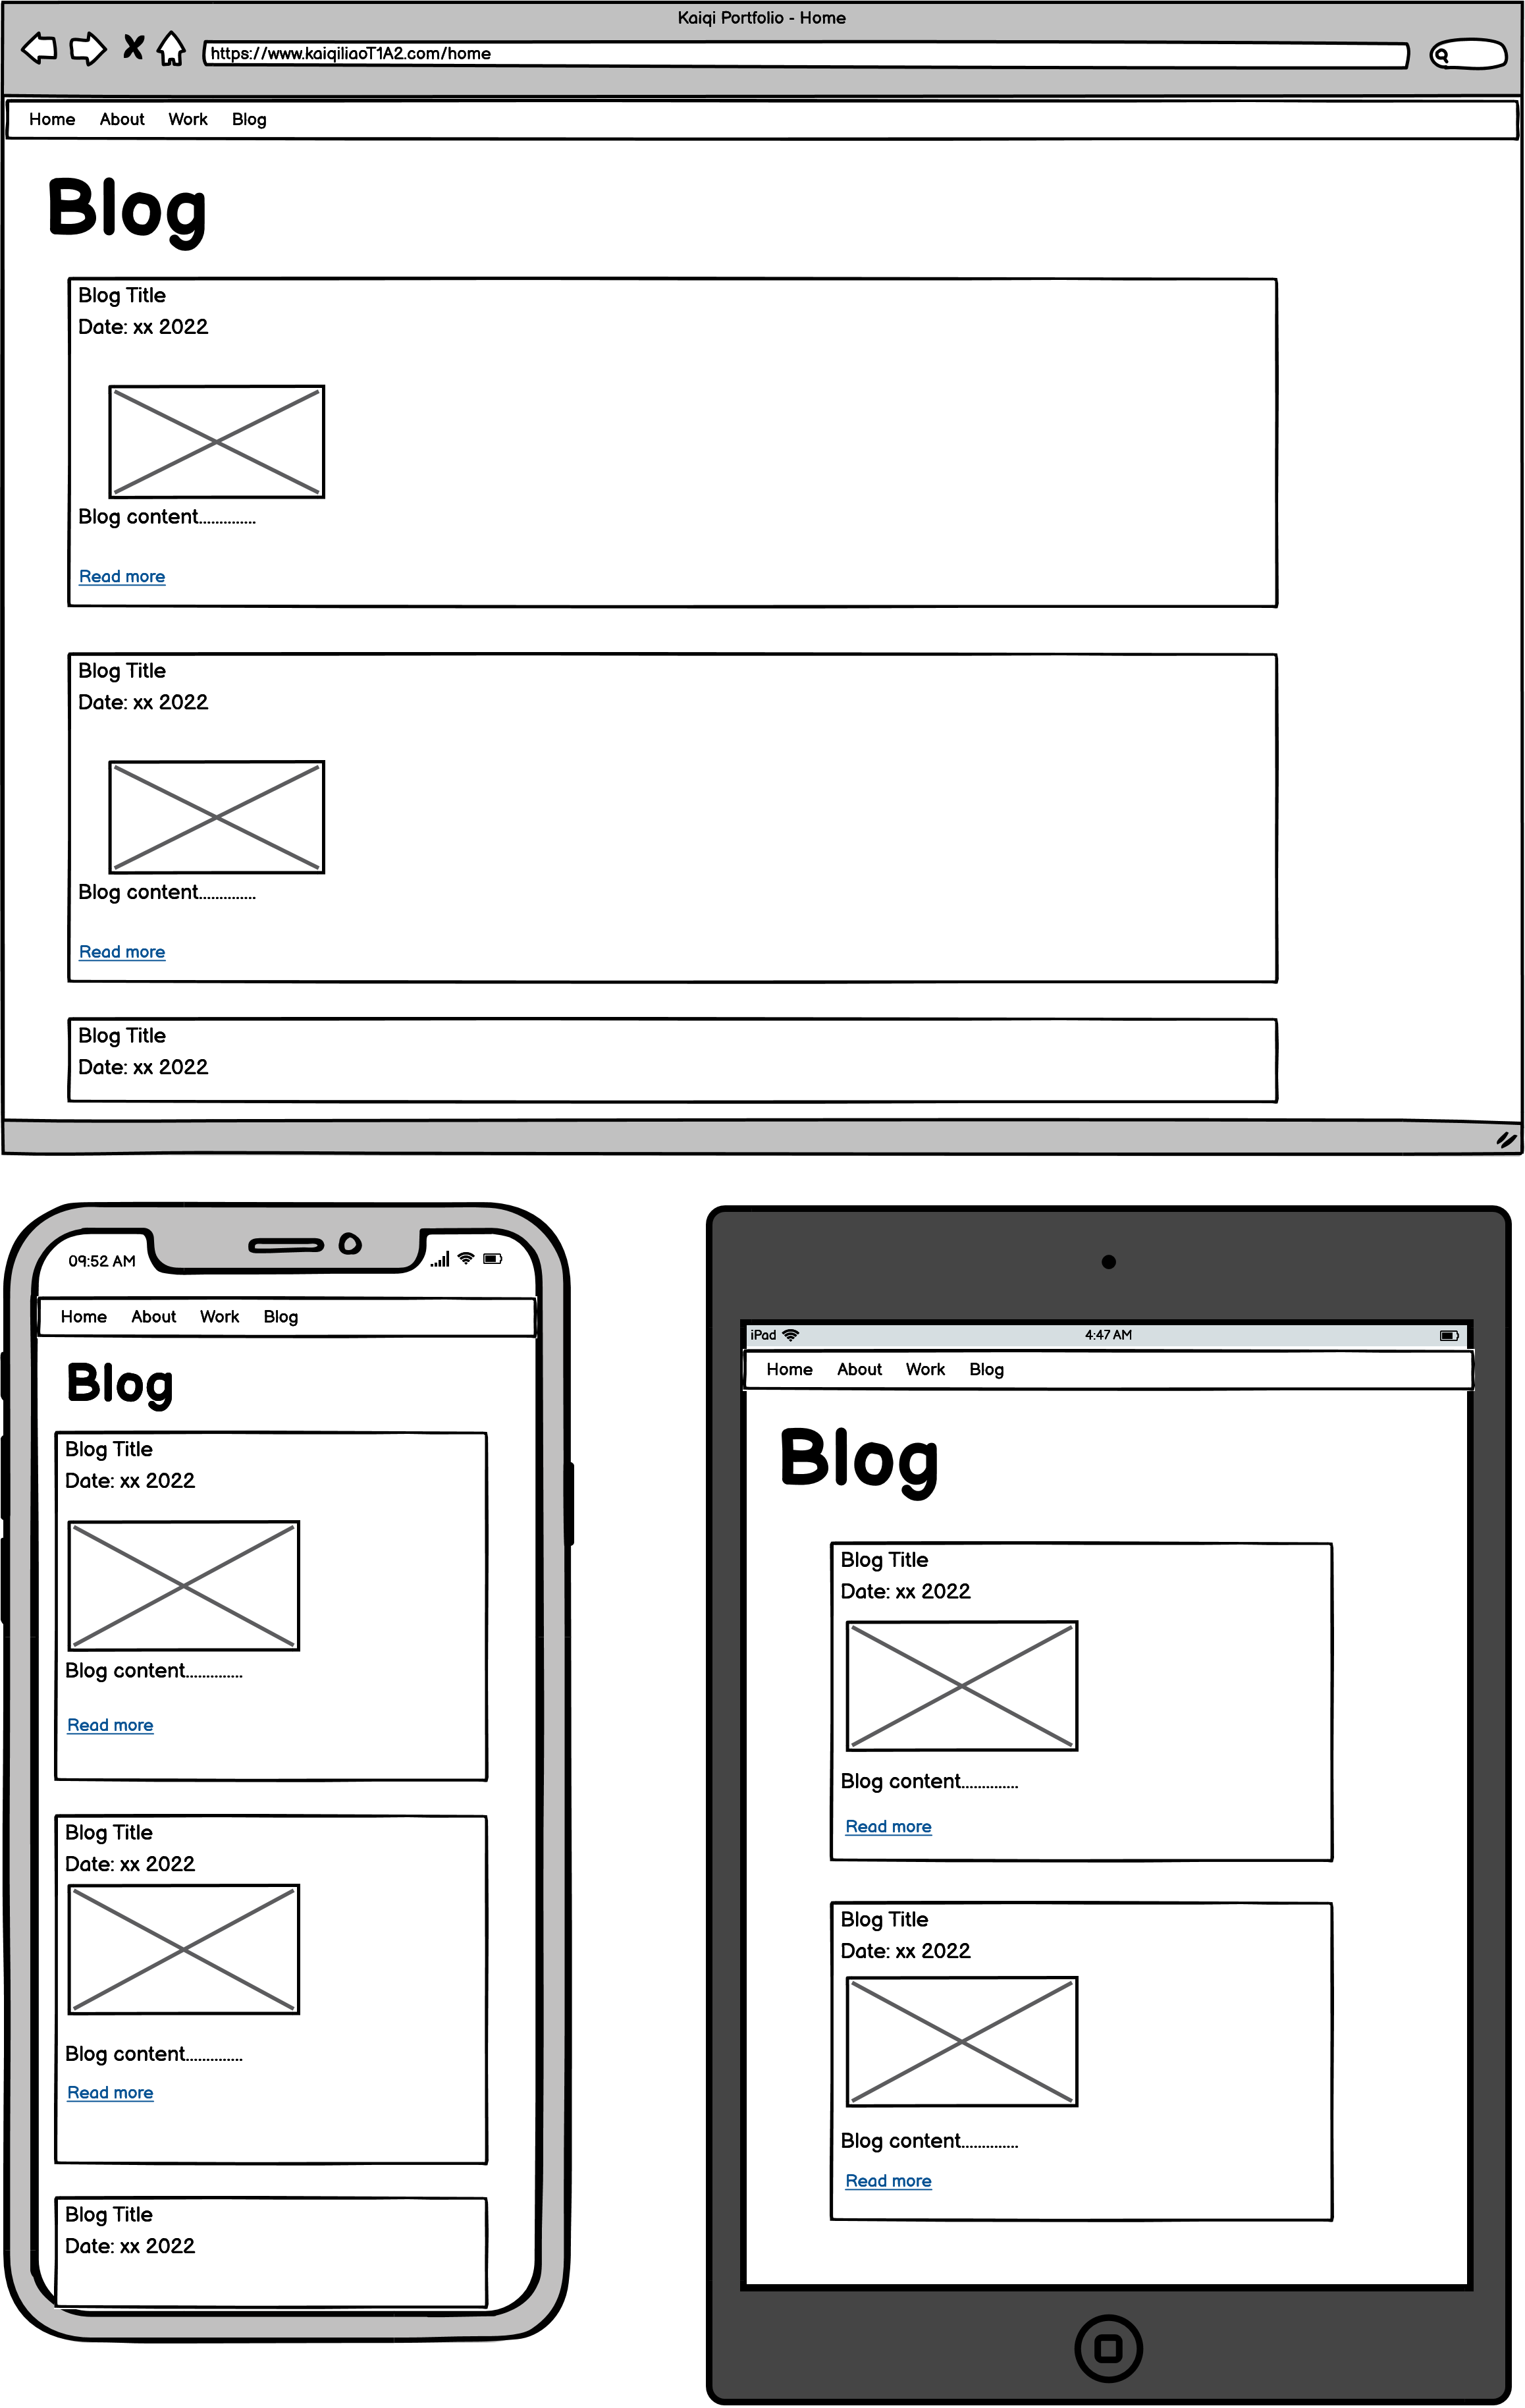 Kaiqi Portfolio - Home
https://www.kaiqiliaoT1A2.com/home
Home About Work Blog
Blog
Blog Title
Date: xx 2022
Blog content..............
Read more
Blog Title
Date: xx 2022
Blog content..............
Read more
Blog Title
Date: xx 2022
09:52 AM
Home About Work Blog
Blog
Blog Title
Date: xx 2022
Blog content..............
Read more
Blog Title
Date: xx 2022
Blog content..............
Read more
Blog Title
Date: xx 2022
iPad 4:47 AM
Home About Work Blog
Blog
Blog Title
Date: xx 2022
Blog content..............
Read more
Blog Title
Date: xx 2022
Blog content..............
Read more